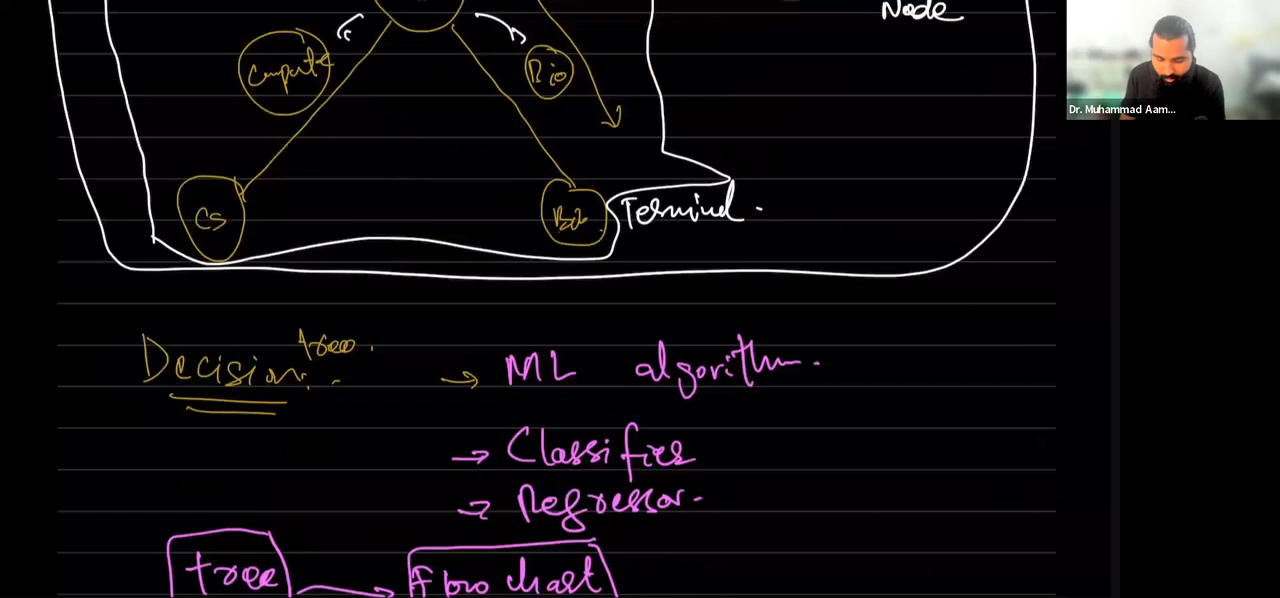 Node
Compute
Bio
Dr. Muhammad Aam...
CS
Terminal.
Decision tree.
→ ML algorithm.
→ Classifier
→ Regressor.
tree → Flow chart